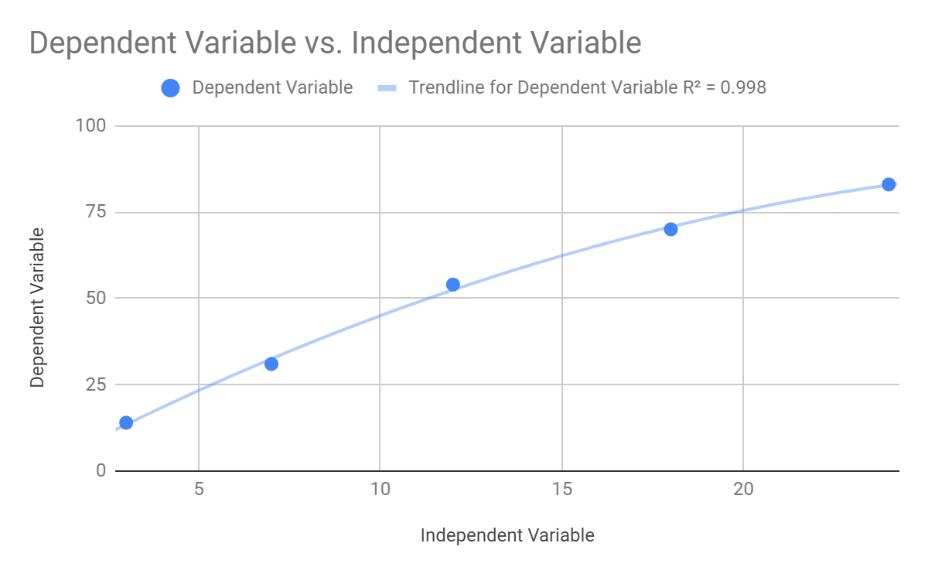 Dependent Variable vs. Independent Variable
Dependent Variable
Trendline for Dependent Variable R² = 0.998
100
75
50
25
0
Dependent Variable
5
10
15
20
Independent Variable